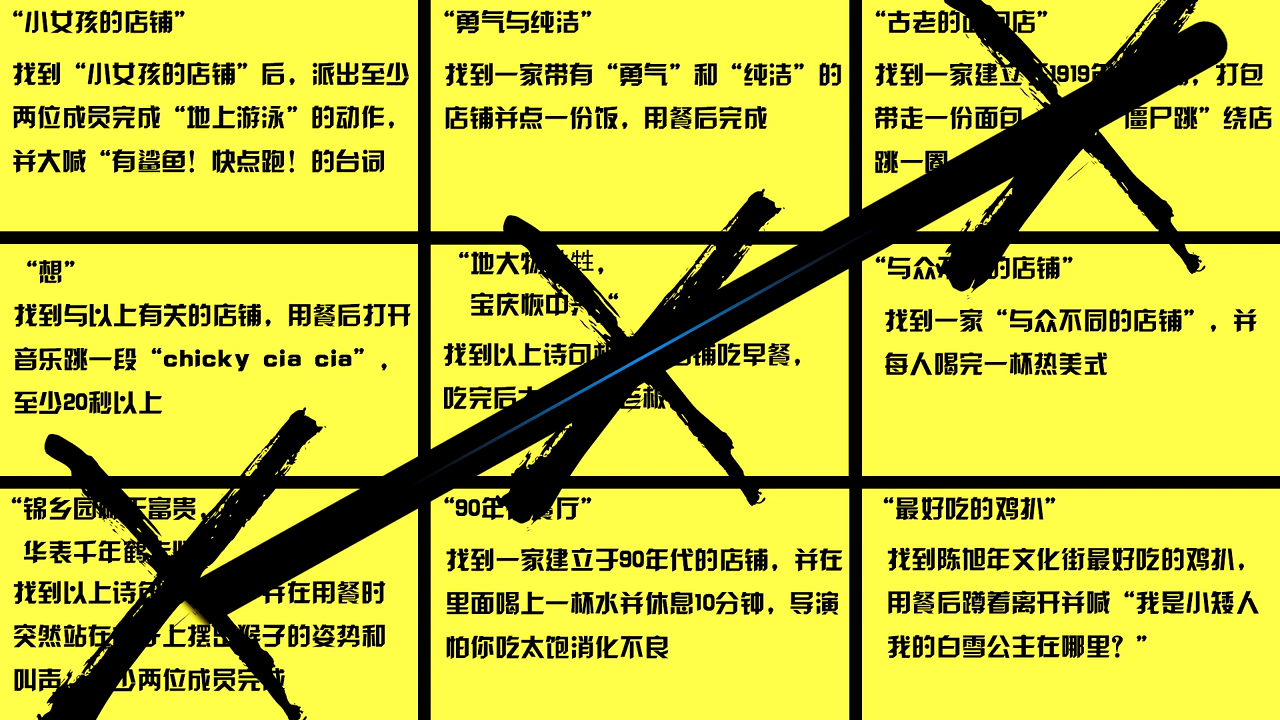 “小女孩的店铺”
找到“小女孩的店铺”后，派出至少
两位成员完成“地上游泳”的动作，
并大喊“有鲨鱼！快点跑！的台词
“勇气与纯洁”
找到一家带有“勇气”和“纯洁”的
店铺并点一份饭，用餐后完成
“古老的 店”
找到一家建立 1919 ，打包
带走一份面包 僵尸跳”绕店
跳一圈
“想”
找到与以上有关的店铺，用餐后打开
音乐跳一段“chicky cia cia”，
至少20秒以上
“地大物 牲，
宝庆恢中 “
找到以上诗句 铺吃早餐，
吃完后大 老板
“与众 的店铺”
找到一家“与众不同的店铺”，并
每人喝完一杯热美式
“锦乡园 富贵，
华表千年鹤
找到以上诗 并在用餐时
突然站在 上摆出猴子的姿势和
叫声 少两位成员完成
“90年 餐厅”
找到一家建立于90年代的店铺，并在
里面喝上一杯水并休息10分钟，导演
怕你吃太饱消化不良
“最好吃的鸡扒”
找到陈旭年文化街最好吃的鸡扒，
用餐后蹲着离开并喊“我是小矮人
我的白雪公主在哪里？”